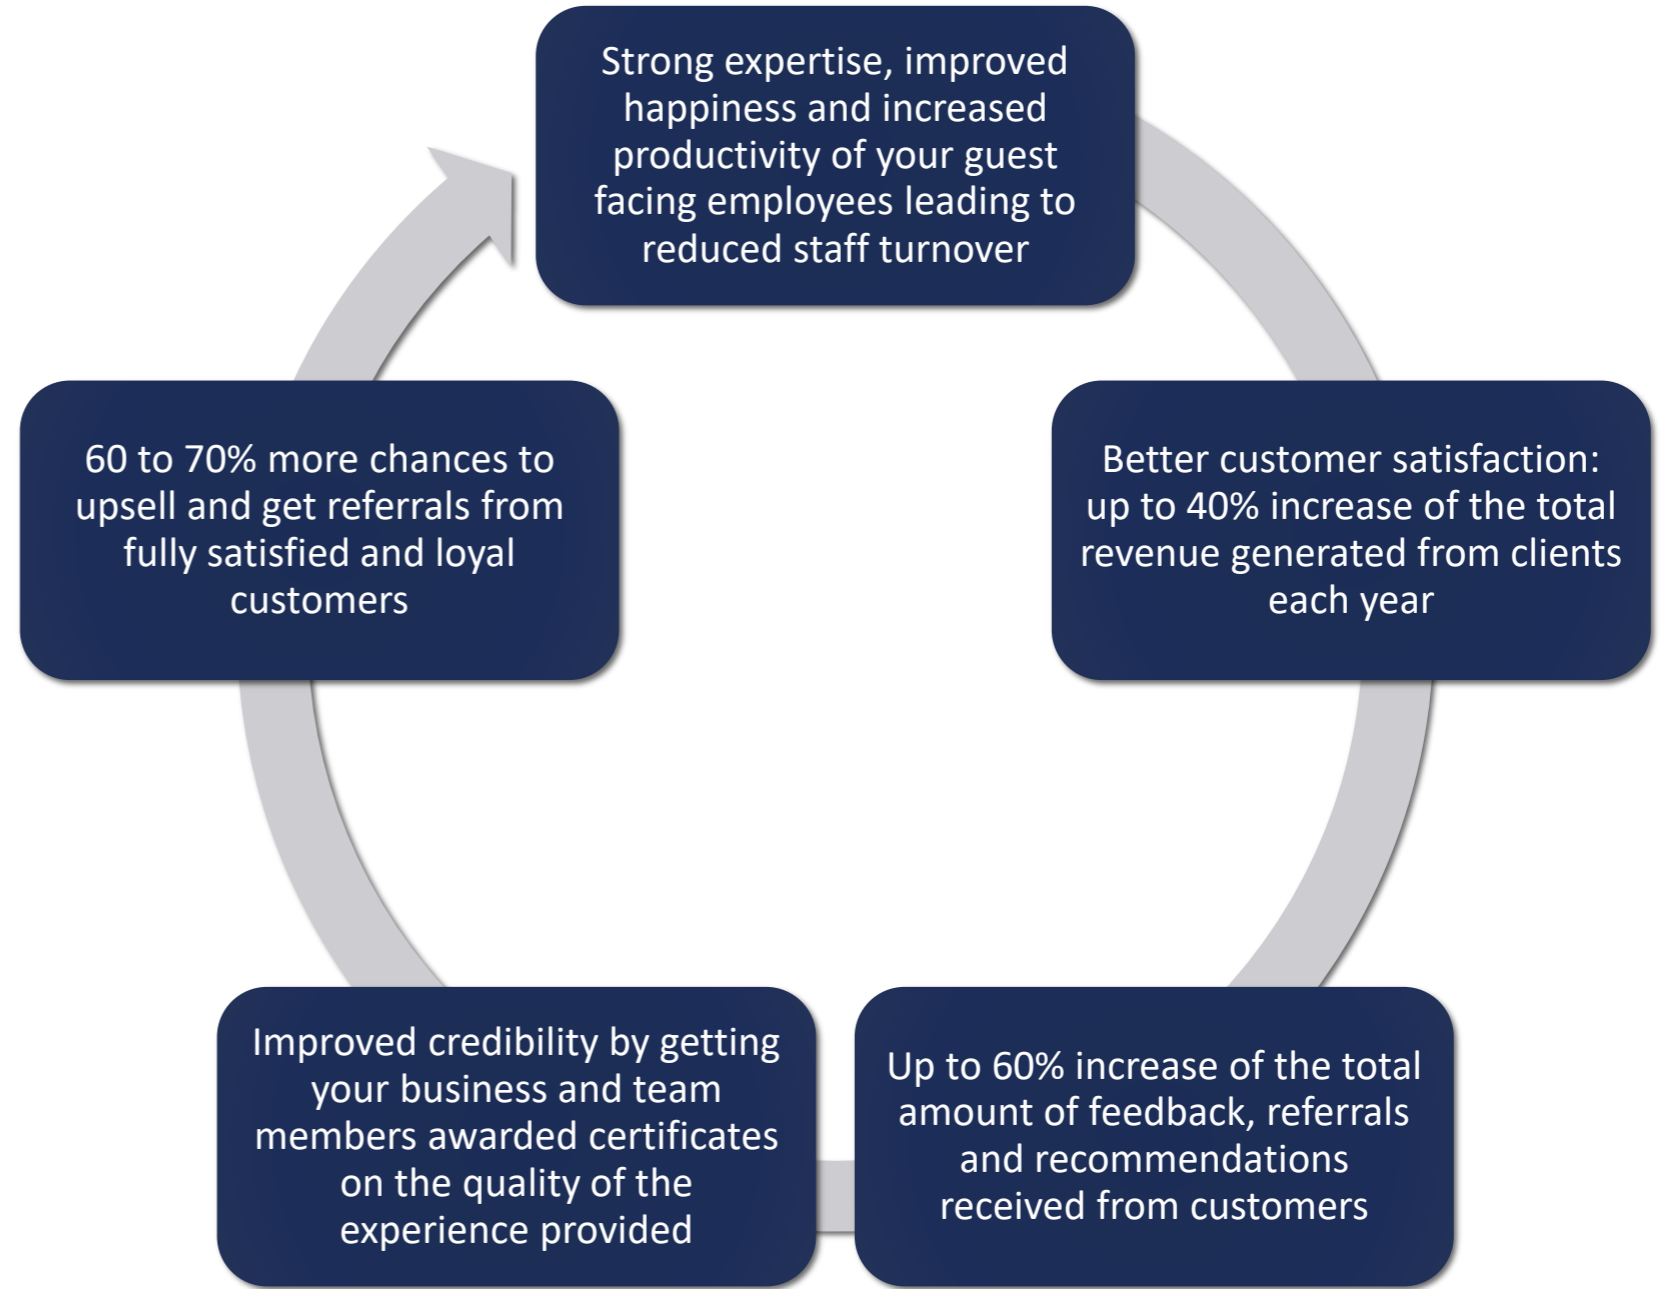 Strong expertise, improved
happiness and increased
productivity of your guest
facing employees leading to
reduced staff turnover
Better customer satisfaction:
up to 40% increase of the total
revenue generated from clients
each year
Up to 60% increase of the total
amount of feedback, referrals
and recommendations
received from customers
Improved credibility by getting
your business and team
members awarded certificates
on the quality of the
experience provided
60 to 70% more chances to
upsell and get referrals from
fully satisfied and loyal
customers